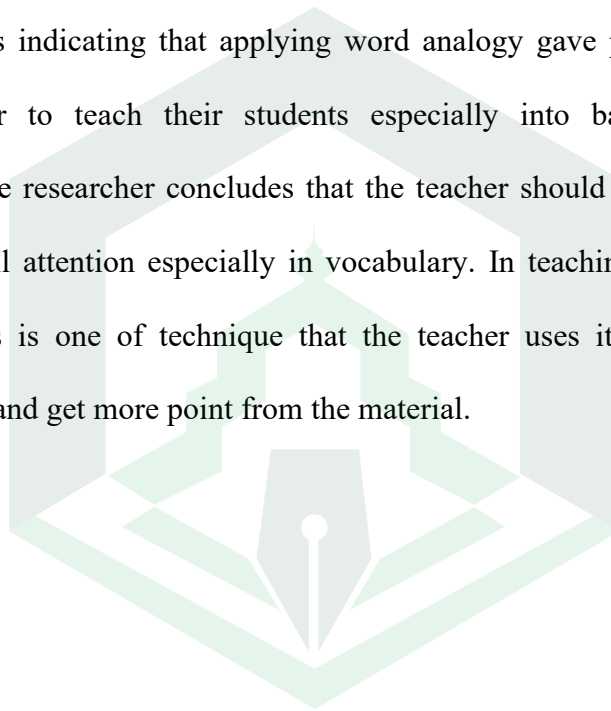 s indicating that applying word analogy gave
r to teach their students especially into ba
e researcher concludes that the teacher should
l attention especially in vocabulary. In teachin
s is one of technique that the teacher uses it
and get more point from the material.